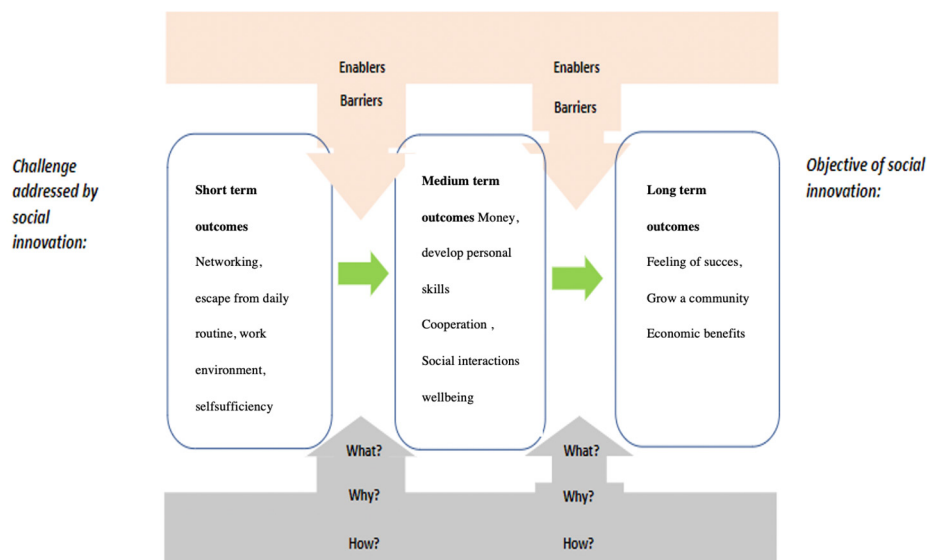 Enablers
Barriers
Enablers
Barriers
Challenge
addressed by
social
innovation:
Short term
outcomes
Networking,
escape from daily
routine, work
environment,
selfsufficiency
Medium term
outcomes Money,
develop personal
skills
Cooperation ,
Social interactions
wellbeing
Long term
outcomes
Feeling of succes,
Grow a community
Economic benefits
Objective of social
innovation:
What?
Why?
How?
What?
Why?
How?